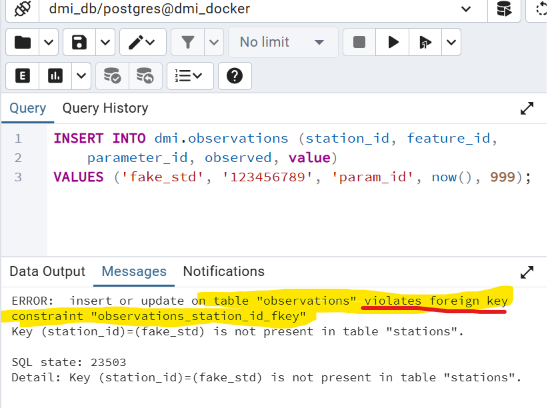 dmi_db/postgres@dmi_docker
No limit
E
Query Query History
1 INSERT INTO dmi.observations (station_id, feature_id,
2 parameter_id, observed, value)
3 VALUES ('fake_std', '123456789', 'param_id', now(), 999);
Data Output Messages Notifications
ERROR:  insert or update on table "observations" violates foreign key
constraint "observations_station_id_fkey"
Key (station_id)=(fake_std) is not present in table "stations".
SQL state: 23503
Detail: Key (station_id)=(fake_std) is not present in table "stations".